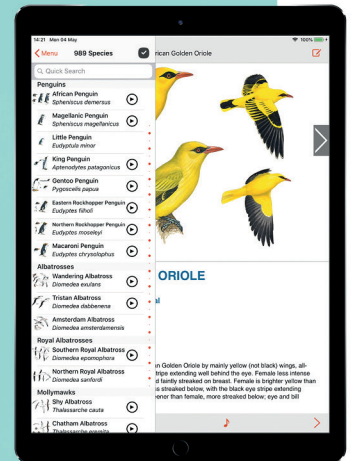 14:21 Mon 04 May
100%
Menu
989 Species
rican Golden Oriole
Quick Search
Penguins
African Penguin
Spheniscus demersus
Magellanic Penguin
Spheniscus magellanicus
Little Penguin
Eudyptula minor
King Penguin
Aptenodytes patagonicus
Gentoo Penguin
Pygoscelis papua
Eastern Rockhopper Penguin
Eudyptes filholi
Northern Rockhopper Penguin
Eudyptes moseleyi
Macaroni Penguin
Eudyptes chrysolophus
Albatrosses
Wandering Albatross
Diomedea exulans
Tristan Albatross
Diomedea dabbenena
Amsterdam Albatross
Diomedea amsterdamensis
Royal Albatrosses
Southern Royal Albatross
Diomedea epomophora
Northern Royal Albatross
Diomedea sanfordi
Mollymawks
Shy Albatross
Thalassarche cauta
Chatham Albatross
Thalassarche eremita
ORIOLE
al
n Golden Oriole by mainly yellow (not black) wings, all-
tripe extending well behind the eye. Female less intense
d faintly streaked on breast. Female is brighter yellow than
s streaked below, with the black eye stripe extending
ener than female, more streaked below; eye and bill